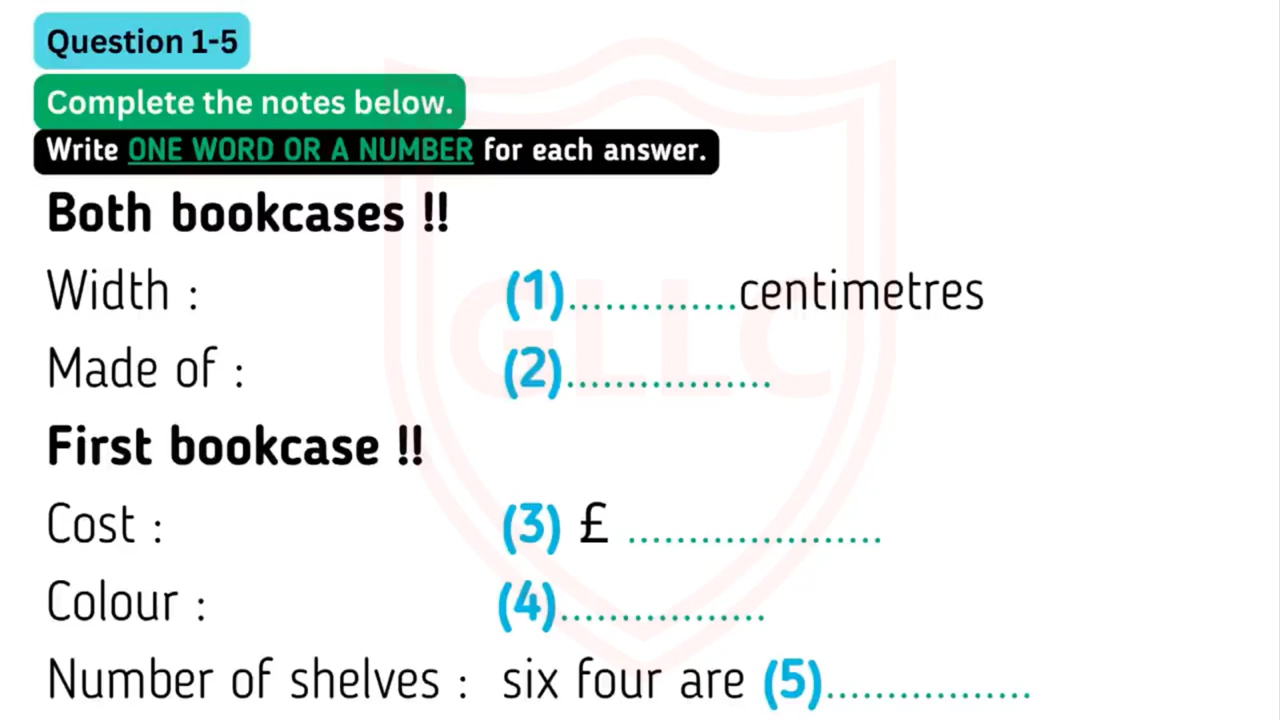 Question 1-5
Complete the notes below.
Write ONE WORD OR A NUMBER for each answer.
Both bookcases !!
Width : (1)..............centimetres
Made of : (2).................
First bookcase !!
Cost : (3) £ .....................
Colour : (4).................
Number of shelves : six four are (5).................
GLLC